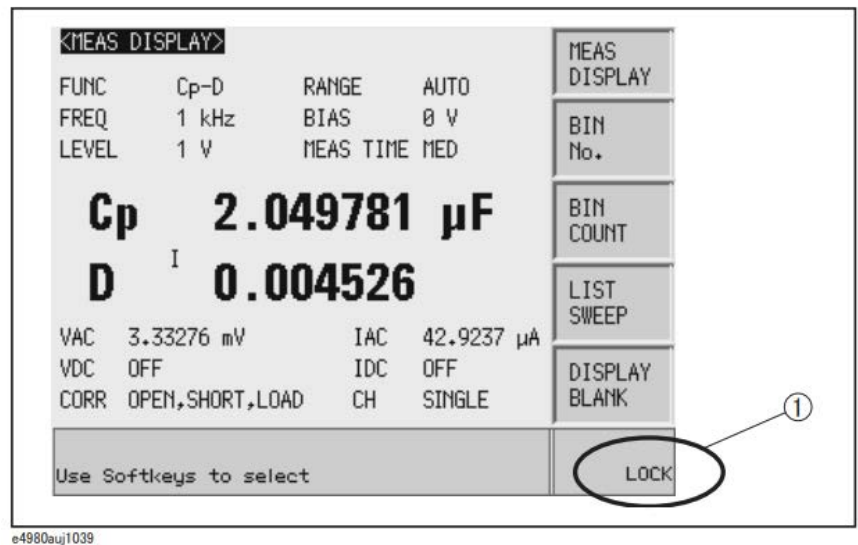 <MEAS DISPLAY>
FUNC Cp-D RANGE AUTO
FREQ 1 kHz BIAS 0 V
LEVEL 1 V MEAS TIME MED
Cp 2.049781 µF
D 0.004526
VAC 3.33276 mV IAC 42.9237 µA
VDC OFF IDC OFF
CORR OPEN,SHORT,LOAD CH SINGLE
MEAS
DISPLAY
BIN
No.
BIN
COUNT
LIST
SWEEP
DISPLAY
BLANK
①
Use Softkeys to select
LOCK
e4980auj1039